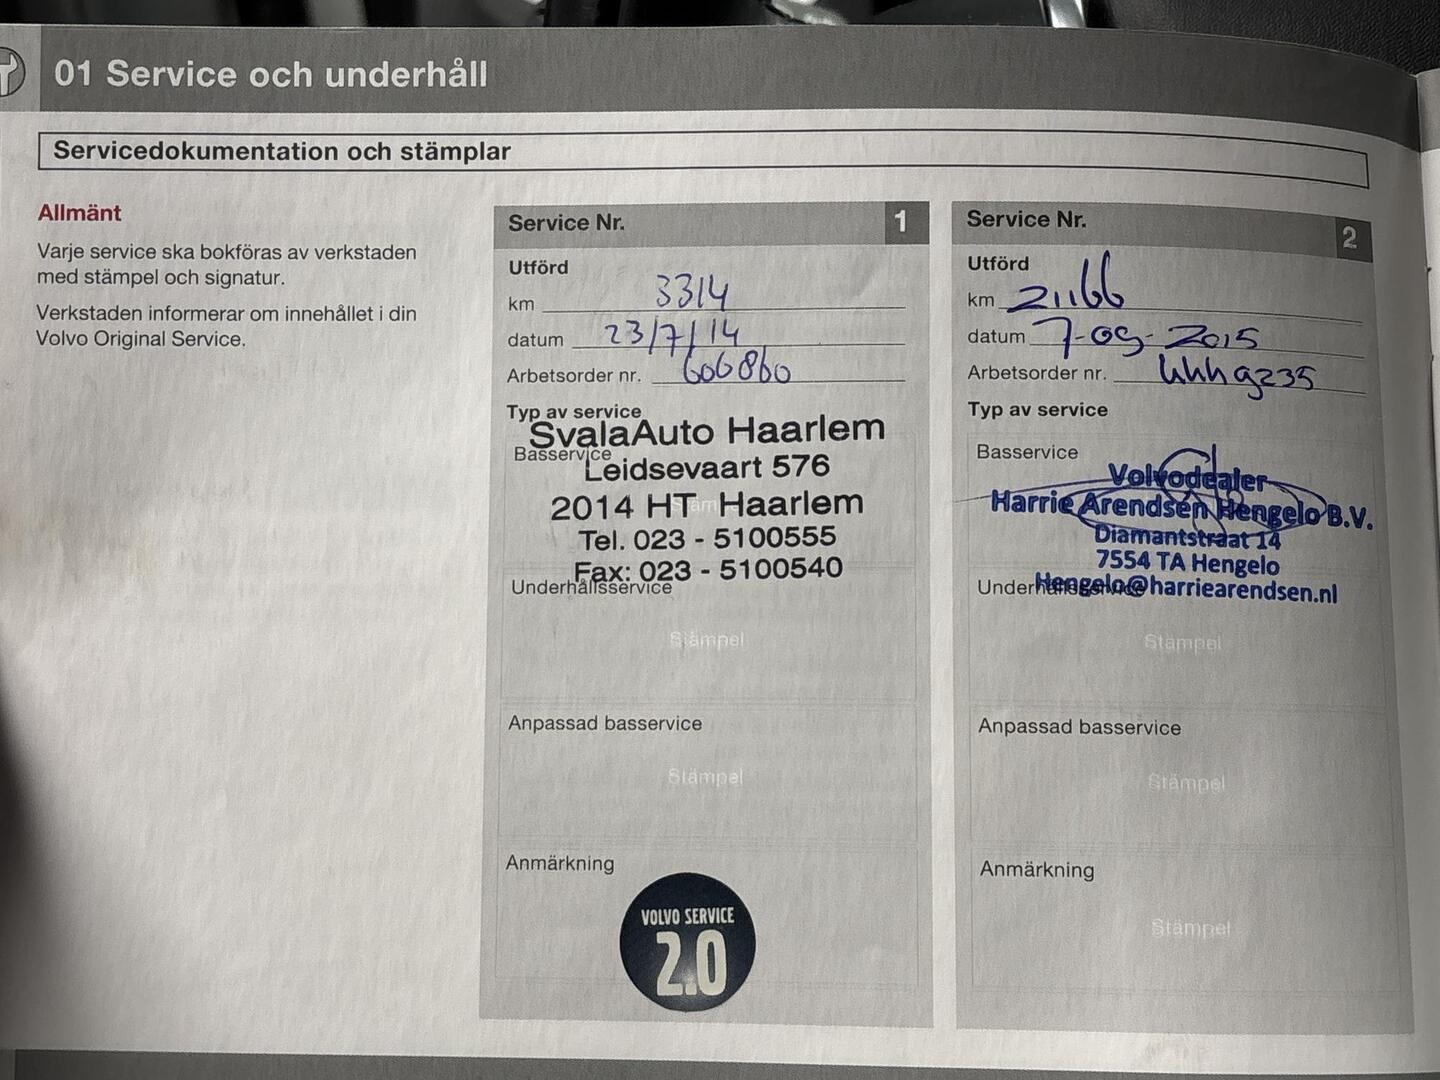 01 Service och underhåll
Servicedokumentation och stämplar
Allmänt
Varje service ska bokföras av verkstaden
med stämpel och signatur.
Verkstaden informerar om innehållet i din
Volvo Original Service.
Service Nr. 1
Utförd
km 3314
datum 23/7/14
Arbetsorder nr. 606860
Typ av service
SvalaAuto Haarlem
Basservice
Leidsevaart 576
2014 HT Haarlem
Tel. 023 - 5100555
Fax: 023 - 5100540
Underhållsservice
Stämpel
Anpassad basservice
Stämpel
Anmärkning
VOLVO SERVICE
2.0
Service Nr. 2
Utförd
km 21166
datum 7-09-2015
Arbetsorder nr.
Typ av service
Basservice
Volvodealer
Harrie Arendsen Hengelo B.V.
Diamantstraat 14
7554 TA Hengelo
Hengelo@harriearendsen.nl
Underhållsservice
Stämpel
Anpassad basservice
Stämpel
Anmärkning
Stämpel